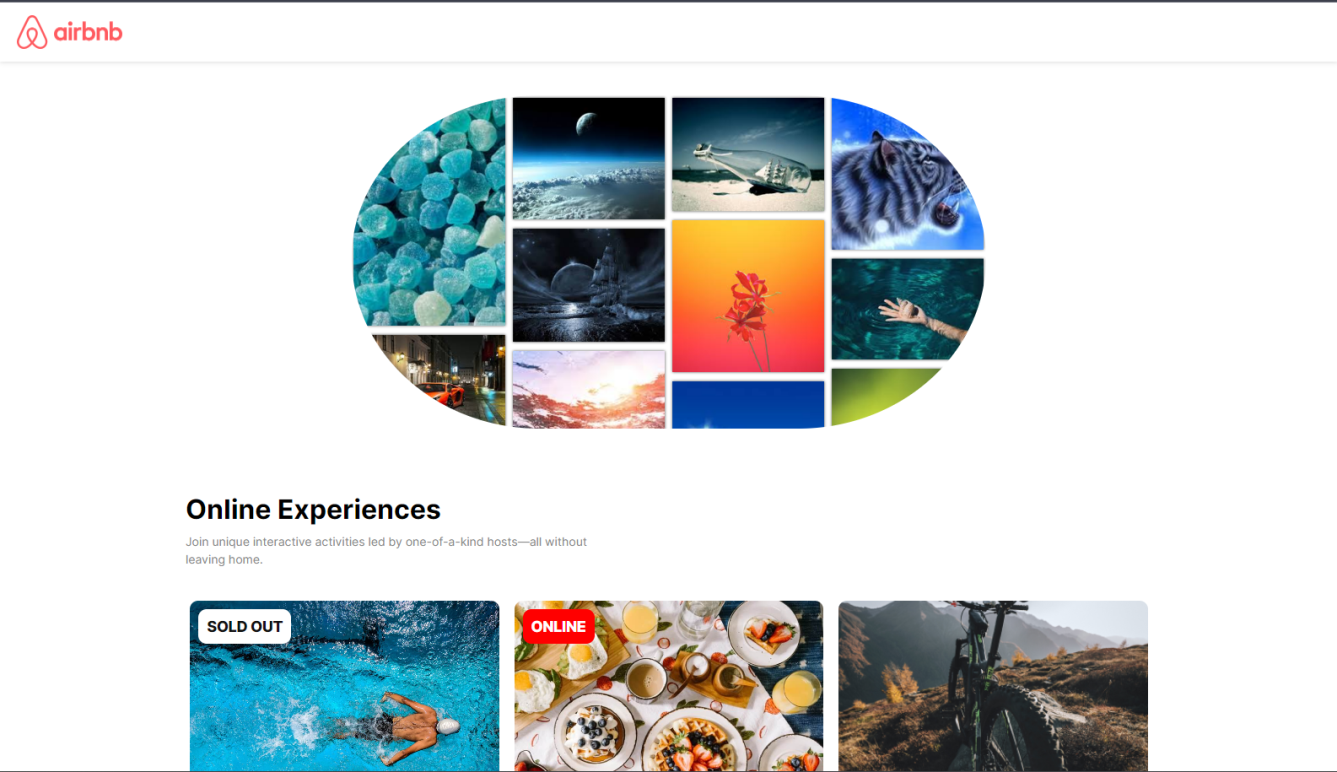 airbnb
Online Experiences
Join unique interactive activities led by one-of-a-kind hosts—all without
leaving home.
SOLD OUT
ONLINE